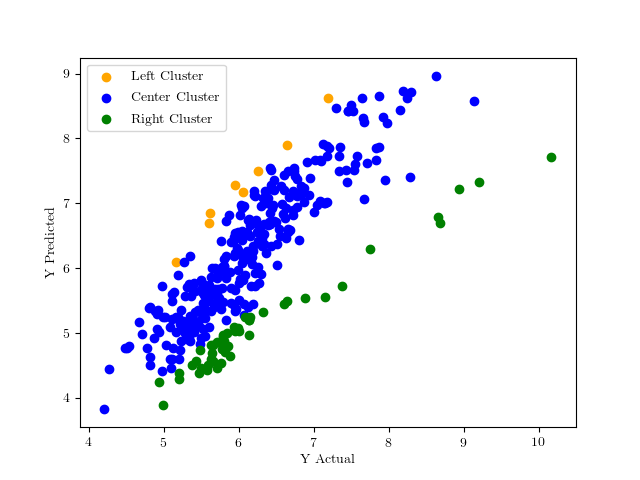 9
8
7
6
5
4
Y Predicted
Left Cluster
Center Cluster
Right Cluster
4 5 6 7 8 9 10
Y Actual